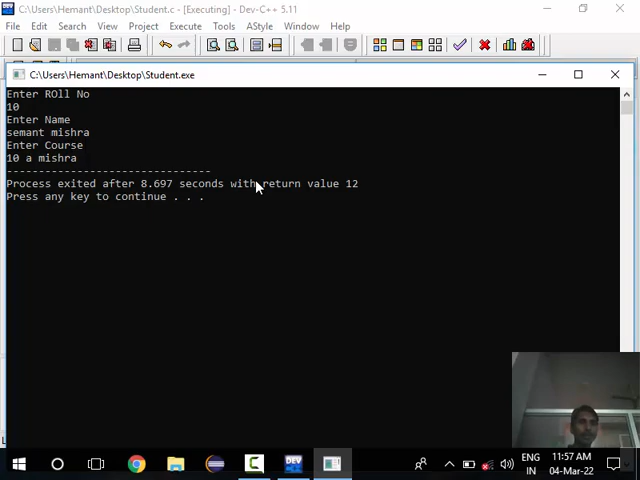 C:\Users\Hemant\Desktop\Student.c - [Executing] - Dev-C++ 5.11
File Edit Search View Project Execute Tools AStyle Window Help
C:\Users\Hemant\Desktop\Student.exe
Enter ROll No
10
Enter Name
semant mishra
Enter Course
10 a mishra
--------------------------------
Process exited after 8.697 seconds with return value 12
Press any key to continue . . .
DEV
ENG
IN
11:57 AM
04-Mar-22